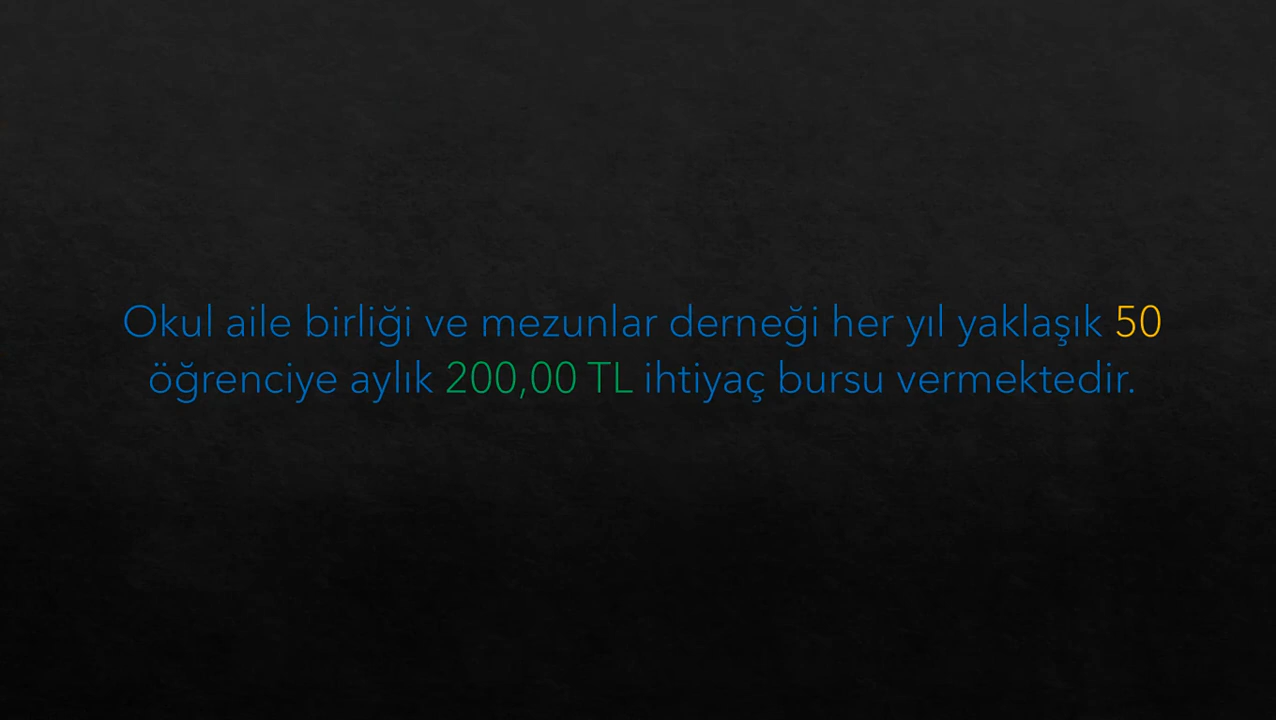 Okul aile birliği ve mezunlar derneği her yıl yaklaşık 50
öğrenciye aylık 200,00 TL ihtiyaç bursu vermektedir.